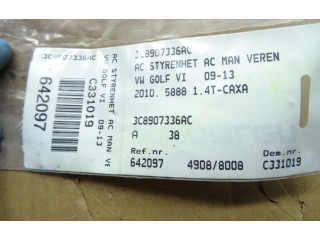 3C8907336AC
AC STYRENHET AC MAN VE
VW GOLF VI 09-13
C331019
642097
3C8907336AC
AC STYRENHET AC MAN VEREN
VW GOLF VI 09-13
2010. 5888 1.4T-CAXA
3C8907336AC
A 38
Ref.nr. Dem.nr.
642097 4908/8008 C331019